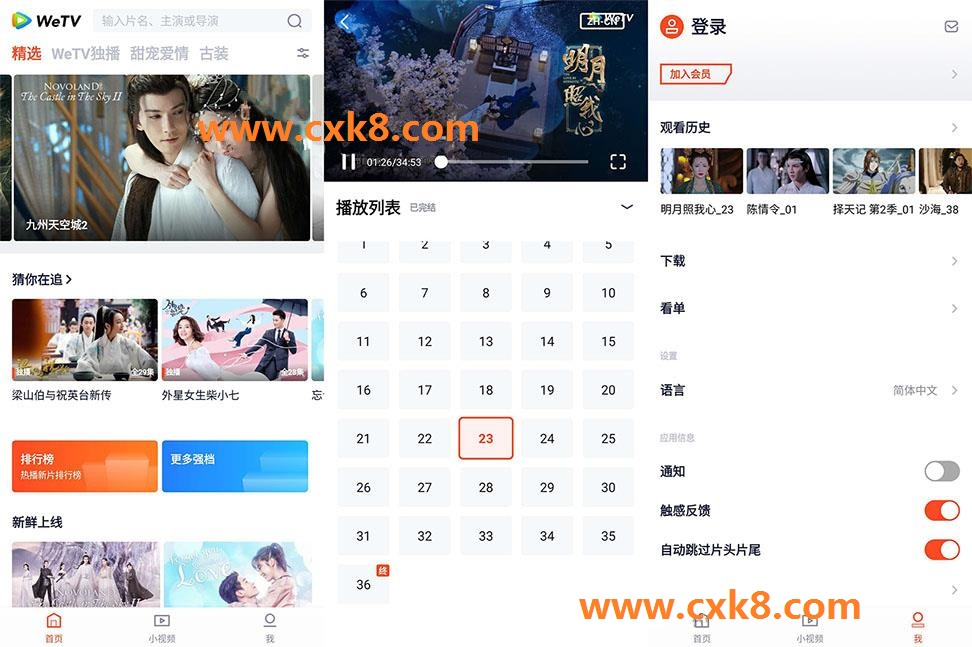 WeTV
输入片名、主演或导演
精选 WeTV独播 甜宠爱情 古装
NOVOLAND
The Castle in The Sky II
九州天空城2
猜你在追
独播
全29集
独播
全28集
梁山伯与祝英台新传
外星女生柴小七
忘
排行榜
热播新片排行榜
更多强档
新鲜上线
LOVE
首页
小视频
我
www.cxk8.com
ZH-CN
WeTV
明月照我心
01:26/34:53
播放列表 已完结
1 2 3 4 5
6 7 8 9 10
11 12 13 14 15
16 17 18 19 20
21 22 23 24 25
26 27 28 29 30
31 32 33 34 35
36 终
登录
加入会员
观看历史
明月照我心_23
陈情令_01
择天记 第2季_01
沙海_38
下载
看单
设置
语言
简体中文
应用信息
通知
触感反馈
自动跳过片头片尾
www.cxk8.com
首页
小视频
我